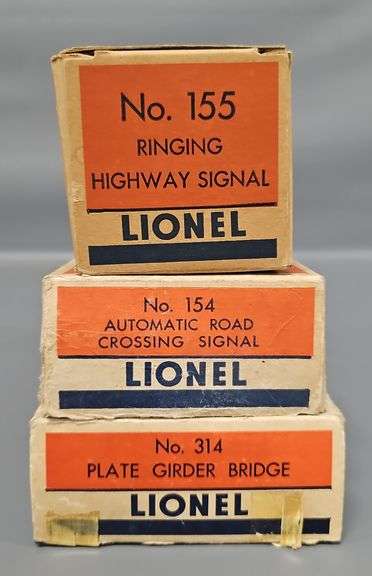 No. 155
RINGING
HIGHWAY SIGNAL
LIONEL
No. 154
AUTOMATIC ROAD
CROSSING SIGNAL
LIONEL
No. 314
PLATE GIRDER BRIDGE
LIONEL